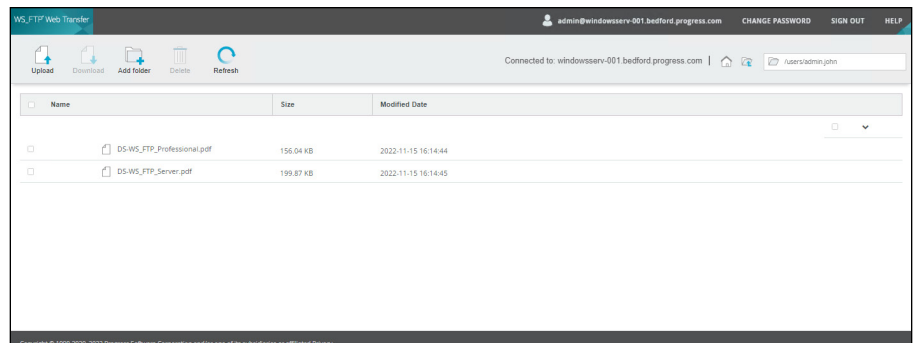 WS_FTP Web Transfer
admin@windowsserv-001.bedford.progress.com CHANGE PASSWORD SIGN OUT HELP
Upload Download Add folder Delete Refresh
Connected to: windowsserv-001.bedford.progress.com | /users/admin.john
Name Size Modified Date
DS-WS_FTP_Professional.pdf 156.04 KB 2022-11-15 16:14:44
DS-WS_FTP_Server.pdf 199.87 KB 2022-11-15 16:14:45